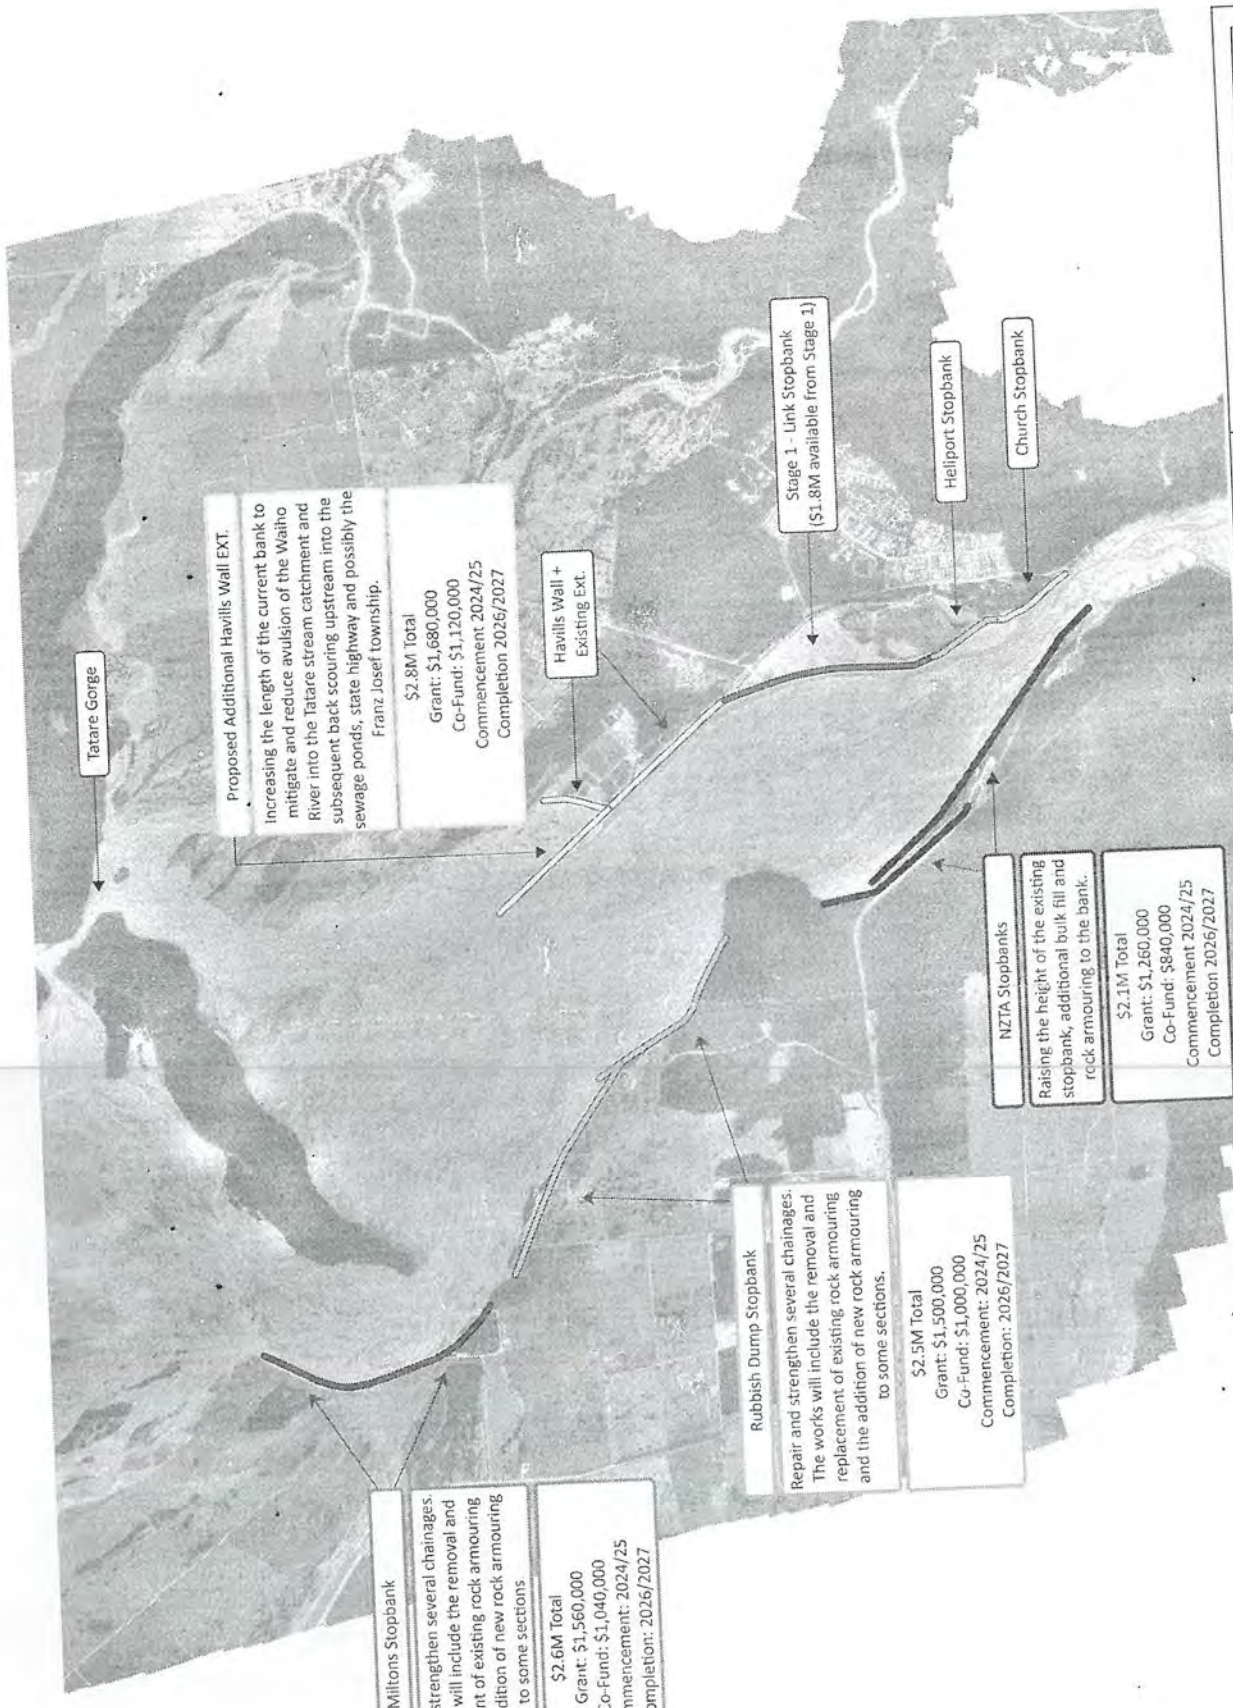 Tatare Gorge
Proposed Additional Havills Wall EXT.
Increasing the length of the current bank to
mitigate and reduce avulsion of the Waiho
River into the Tatare stream catchment and
subsequent back scouring upstream into the
sewage ponds, state highway and possibly the
Franz Josef township.
$2.8M Total
Grant: $1,680,000
Co-Fund: $1,120,000
Commencement 2024/25
Completion 2026/2027
Havills Wall +
Existing Ext.
Stage 1 - Link Stopbank
($1.8M available from Stage 1)
Heliport Stopbank
Church Stopbank
Miltons Stopbank
strengthen several chainages.
will include the removal and
nt of existing rock armouring
dition of new rock armouring
to some sections
$2.6M Total
Grant: $1,560,000
Co-Fund: $1,040,000
mmencement: 2024/25
ompletion: 2026/2027
Rubbish Dump Stopbank
Repair and strengthen several chainages.
The works will include the removal and
replacement of existing rock armouring
and the addition of new rock armouring
to some sections.
$2.5M Total
Grant: $1,500,000
Co-Fund: $1,000,000
Commencement: 2024/25
Completion: 2026/2027
NZTA Stopbanks
Raising the height of the existing
stopbank, additional bulk fill and
rock armouring to the bank.
$2.1M Total
Grant: $1,260,000
Co-Fund: $840,000
Commencement 2024/25
Completion 2026/2027